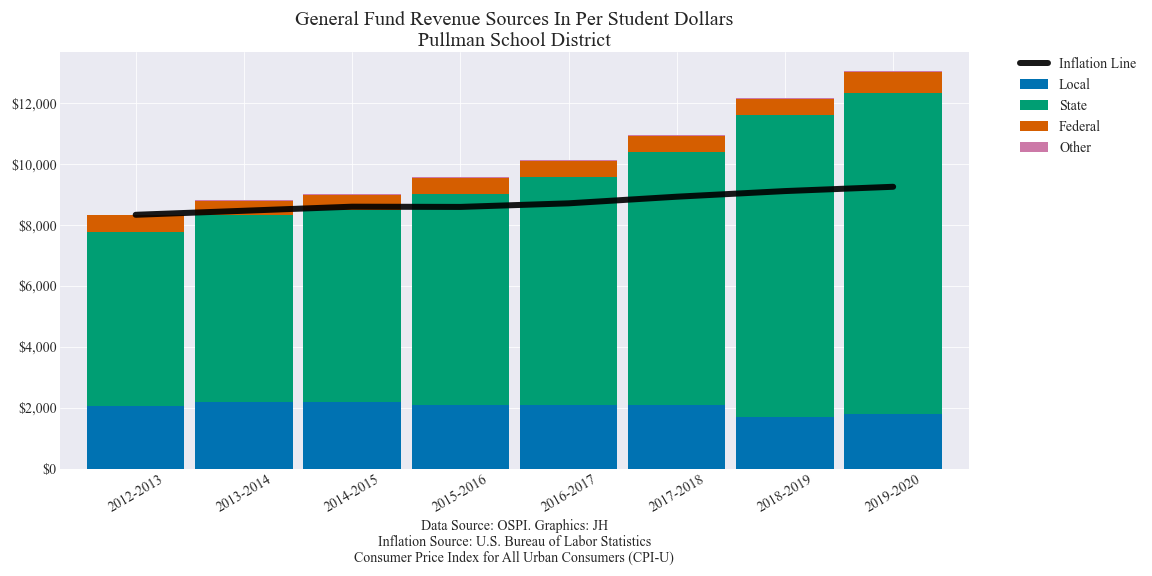 General Fund Revenue Sources In Per Student Dollars
Pullman School District
Inflation Line
Local
State
Federal
Other
$12,000
$10,000
$8,000
$6,000
$4,000
$2,000
$0
2012-2013
2013-2014
2014-2015
2015-2016
2016-2017
2017-2018
2018-2019
2019-2020
Data Source: OSPI. Graphics: JH
Inflation Source: U.S. Bureau of Labor Statistics
Consumer Price Index for All Urban Consumers (CPI-U)